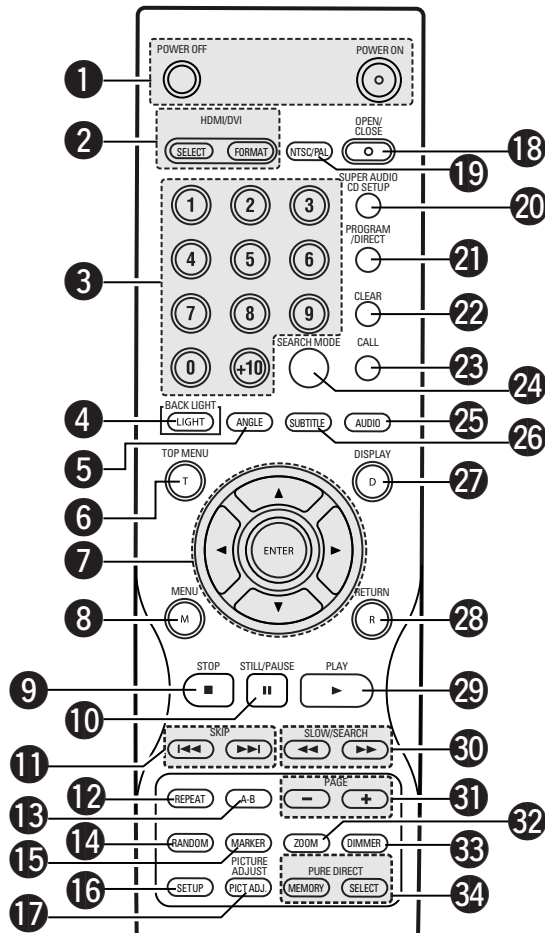 POWER OFF POWER ON
1
HDMI/DVI OPEN/
CLOSE
2 SELECT FORMAT NTSC/PAL 18
19
SUPER AUDIO
CD SETUP
1 2 3 20
PROGRAM
/DIRECT
4 5 6 21
3
CLEAR
7 8 9 22
SEARCH MODE CALL
0 +10 23
24
BACK LIGHT
4 LIGHT ANGLE SUBTITLE AUDIO 25
5 26
TOP MENU DISPLAY
6 T D 27
7 ENTER
MENU RETURN
8 M R 28
STOP STILL/PAUSE PLAY
9 29
10
SKIP SLOW/SEARCH
11 30
PAGE
12 REPEAT A-B − + 31
13 32
14 RANDOM MARKER ZOOM DIMMER
15 33
PICTURE
ADJUST PURE DIRECT
16 SETUP PICT ADJ. MEMORY SELECT 34
17